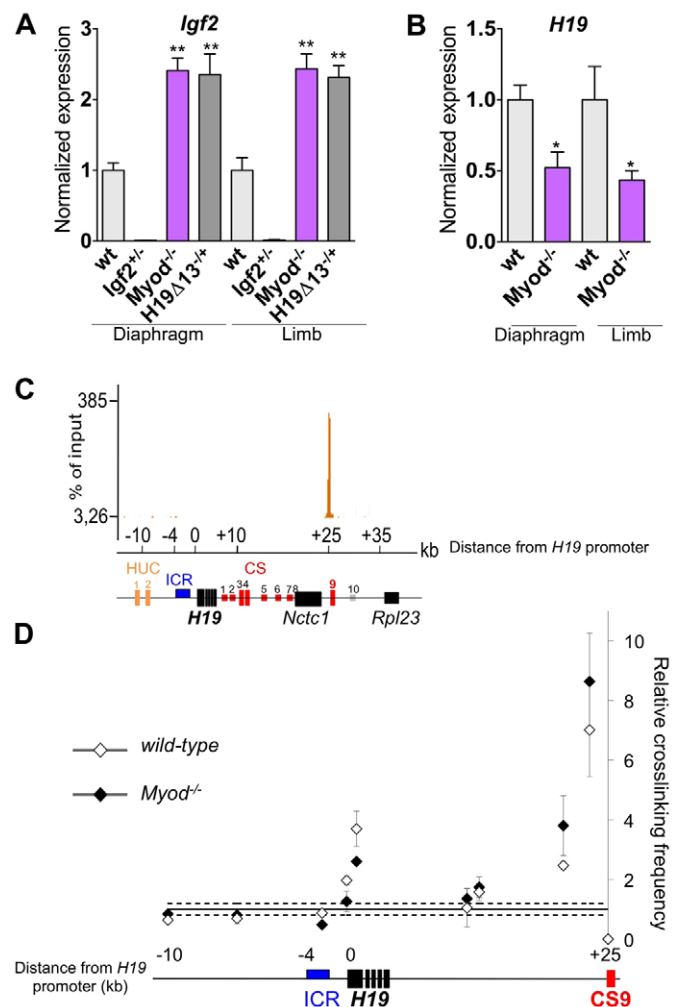 A
Igf2
Normalized expression
3
2
1
0
** ** ** **
wt
Igf2+/-
Myod-/-
H19Δ13-/+
wt
Igf2+/-
Myod-/-
H19Δ13-/+
Diaphragm
Limb
B
H19
Normalized expression
1.5
1.0
0.5
0.0
* *
wt
Myod-/-
wt
Myod-/-
Diaphragm
Limb
C
% of input
385
3,26
-10 -4 0 +10 +25 +35 kb
Distance from H19 promoter
HUC
1 2
ICR
CS
1 2 3 4 5 6 7 8 9 10
H19
Nctc1
Rpl23
D
wild-type
Myod-/-
Relative crosslinking frequency
10
8
6
4
2
0
-10 -4 0 +25
Distance from H19
promoter (kb)
ICR
H19
CS9